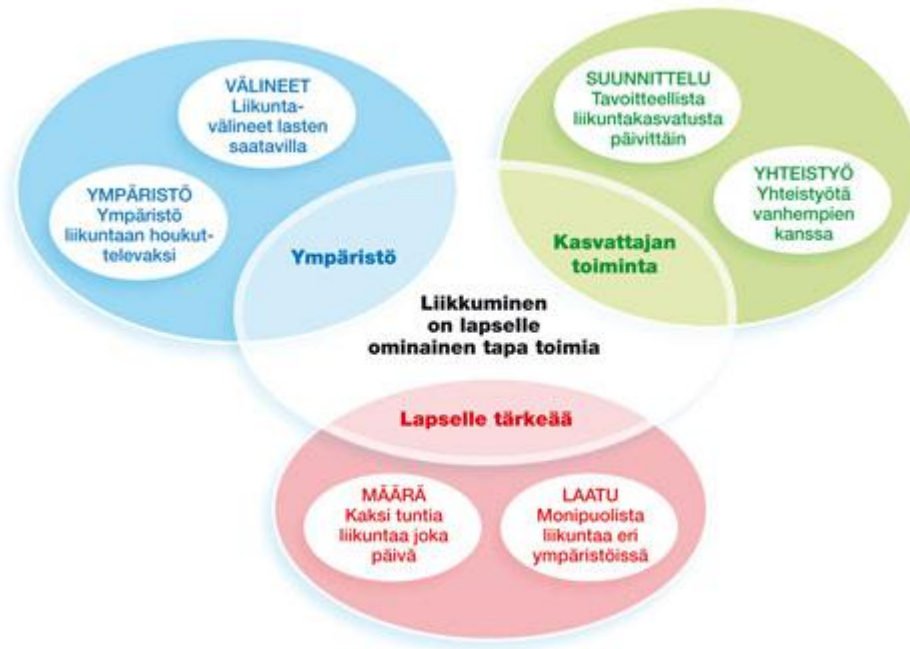 VÄLINEET
Liikunta-
välineet lasten
saatavilla
YMPÄRISTÖ
Ympäristö
liikuntaan houkut-
televaksi
Ympäristö
SUUNNITTELU
Tavoitteellista
liikuntakasvatusta
päivittäin
YHTEISTYÖ
Yhteistyötä
vanhempien
kanssa
Kasvattajan
toiminta
Liikkuminen
on lapselle
ominainen tapa toimia
Lapselle tärkeää
MÄÄRÄ
Kaksi tuntia
liikuntaa joka
päivä
LAATU
Monipuolista
liikuntaa eri
ympäristöissä